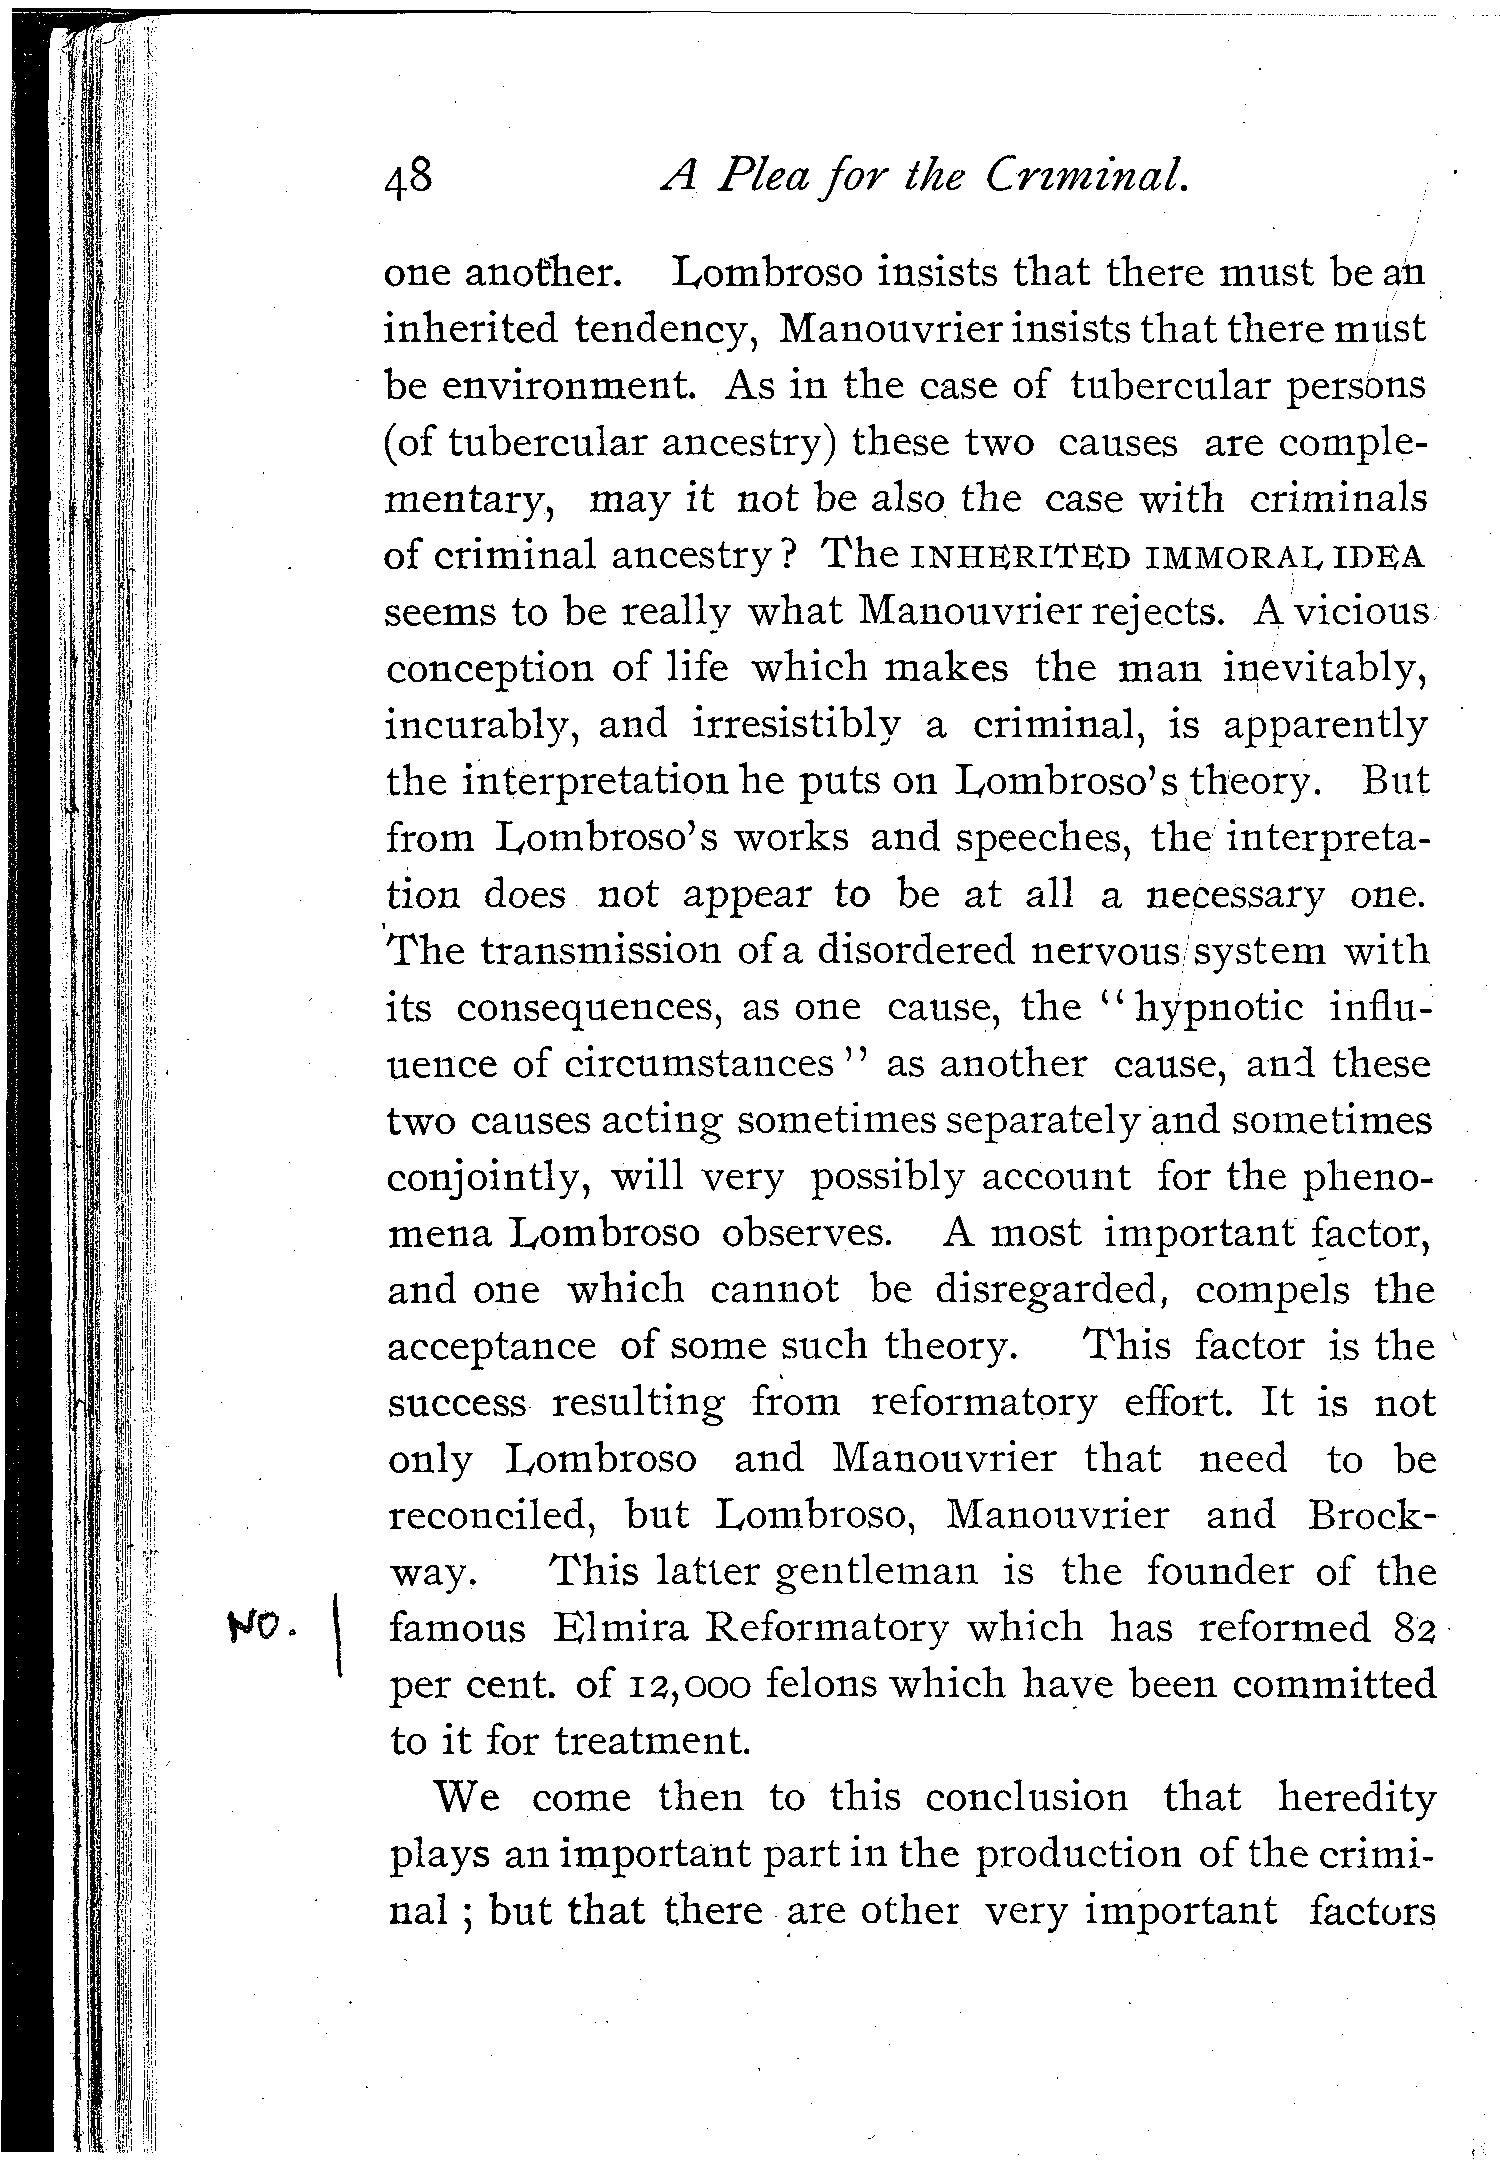 48 A Plea for the Criminal.
one another. Lombroso insists that there must be an
inherited tendency, Manouvrier insists that there must
be environment. As in the case of tubercular persons
(of tubercular ancestry) these two causes are comple-
mentary, may it not be also the case with criminals
of criminal ancestry? The INHERITED IMMORAL IDEA
seems to be really what Manouvrier rejects. A vicious
conception of life which makes the man inevitably,
incurably, and irresistibly a criminal, is apparently
the interpretation he puts on Lombroso's theory. But
from Lombroso's works and speeches, the interpreta-
tion does not appear to be at all a necessary one.
The transmission of a disordered nervous system with
its consequences, as one cause, the "hypnotic influ-
uence of circumstances" as another cause, and these
two causes acting sometimes separately and sometimes
conjointly, will very possibly account for the pheno-
mena Lombroso observes. A most important factor,
and one which cannot be disregarded, compels the
acceptance of some such theory. This factor is the
success resulting from reformatory effort. It is not
only Lombroso and Manouvrier that need to be
reconciled, but Lombroso, Manouvrier and Brock-
way. This latter gentleman is the founder of the
NO. | famous Elmira Reformatory which has reformed 82
per cent. of 12,000 felons which have been committed
to it for treatment.
We come then to this conclusion that heredity
plays an important part in the production of the crimi-
nal ; but that there are other very important factors